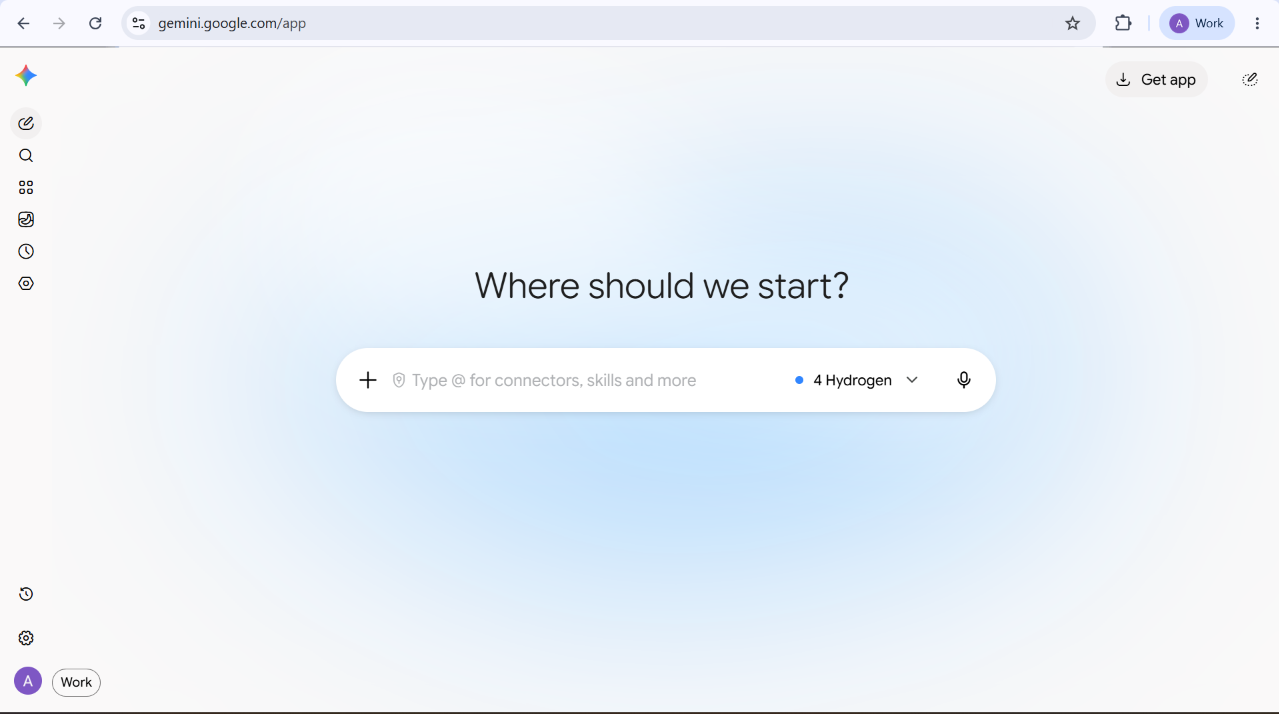 gemini.google.com/app
A Work
Get app
Where should we start?
Type @ for connectors, skills and more
4 Hydrogen
A Work